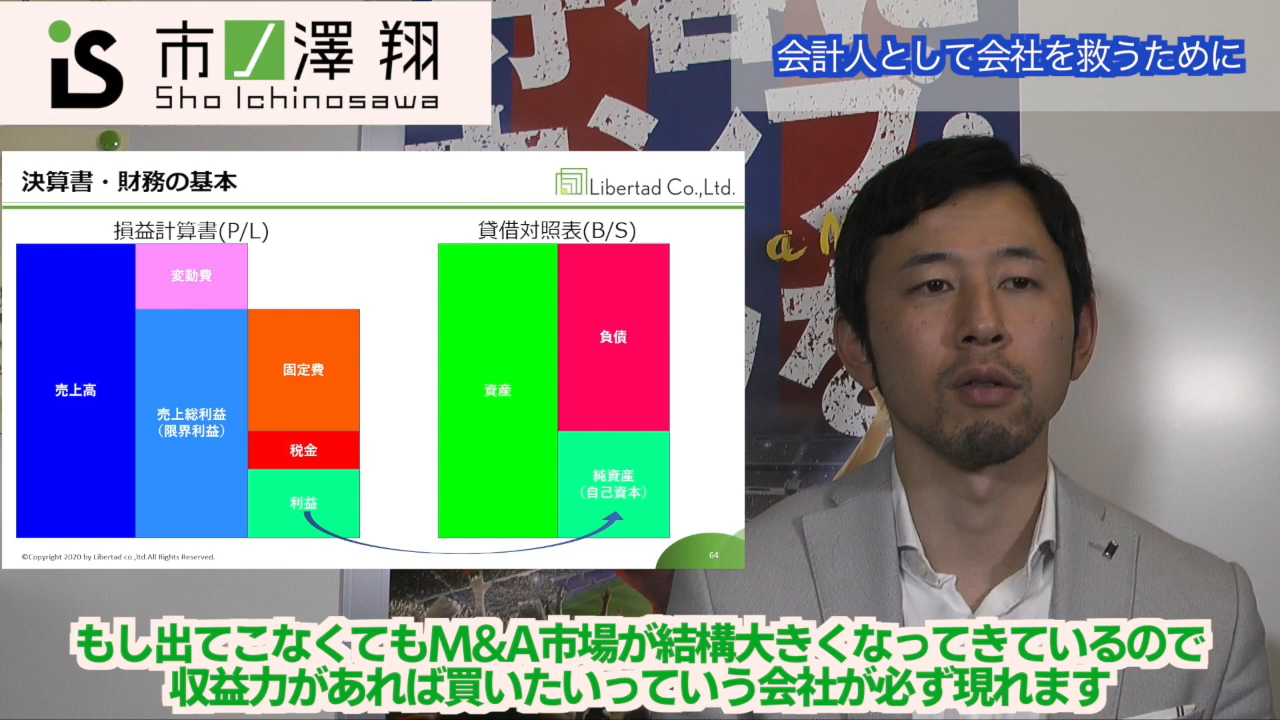 iS 市ノ澤 翔
Sho Ichinosawa
会計人として会社を救うために
決算書・財務の基本
Libertad Co.,Ltd.
損益計算書(P/L)
貸借対照表(B/S)
変動費
売上高
売上総利益
（限界利益）
固定費
税金
利益
資産
負債
純資産
（自己資本）
©Copyright 2020 by Libertad co.,ltd.All Rights Reserved.
64
もし出てこなくてもM&A市場が結構大きくなってきているので
収益力があれば買いたいっていう会社が必ず現れます